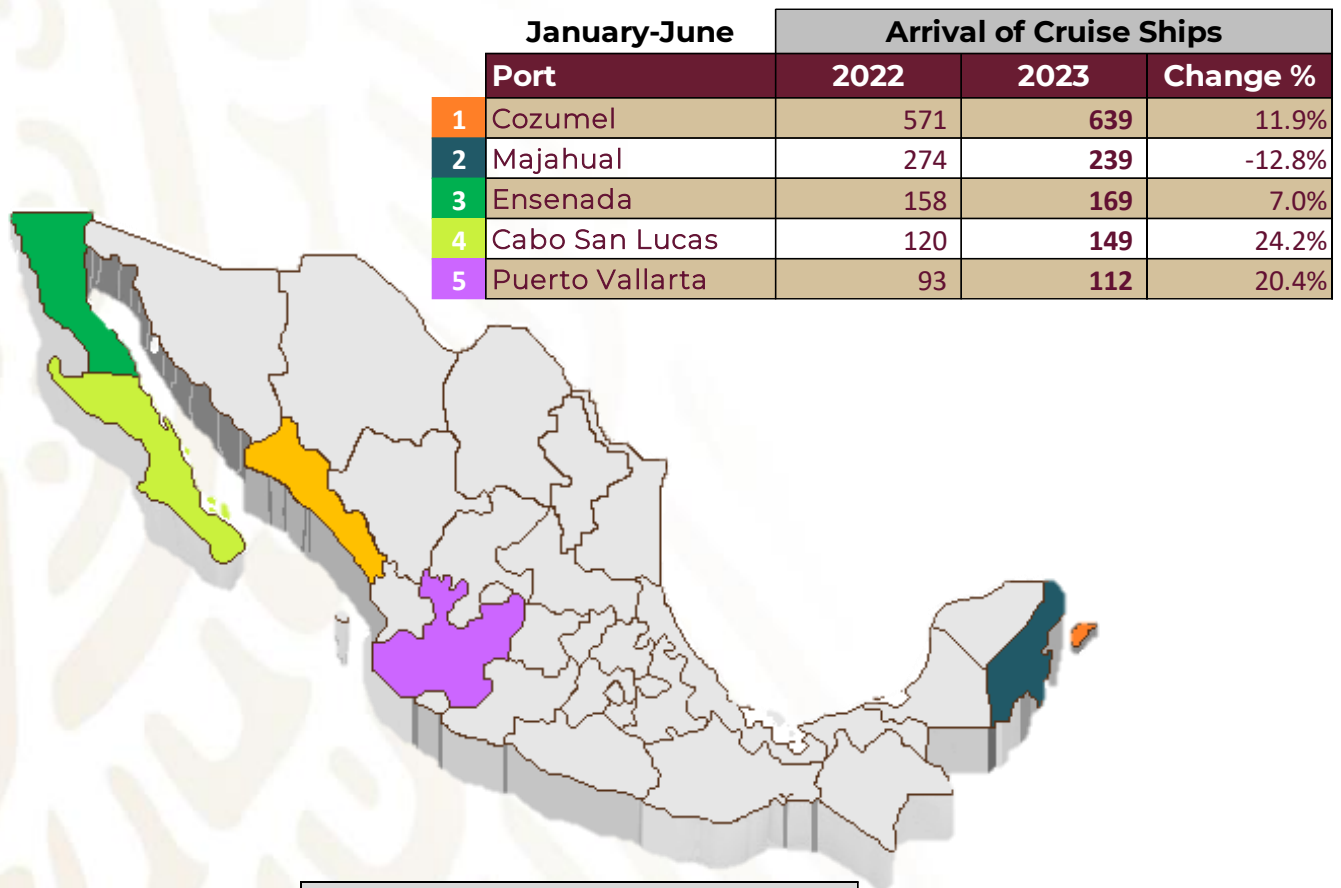 January-June Arrival of Cruise Ships
Port 2022 2023 Change %
1 Cozumel 571 639 11.9%
2 Majahual 274 239 -12.8%
3 Ensenada 158 169 7.0%
4 Cabo San Lucas 120 149 24.2%
5 Puerto Vallarta 93 112 20.4%